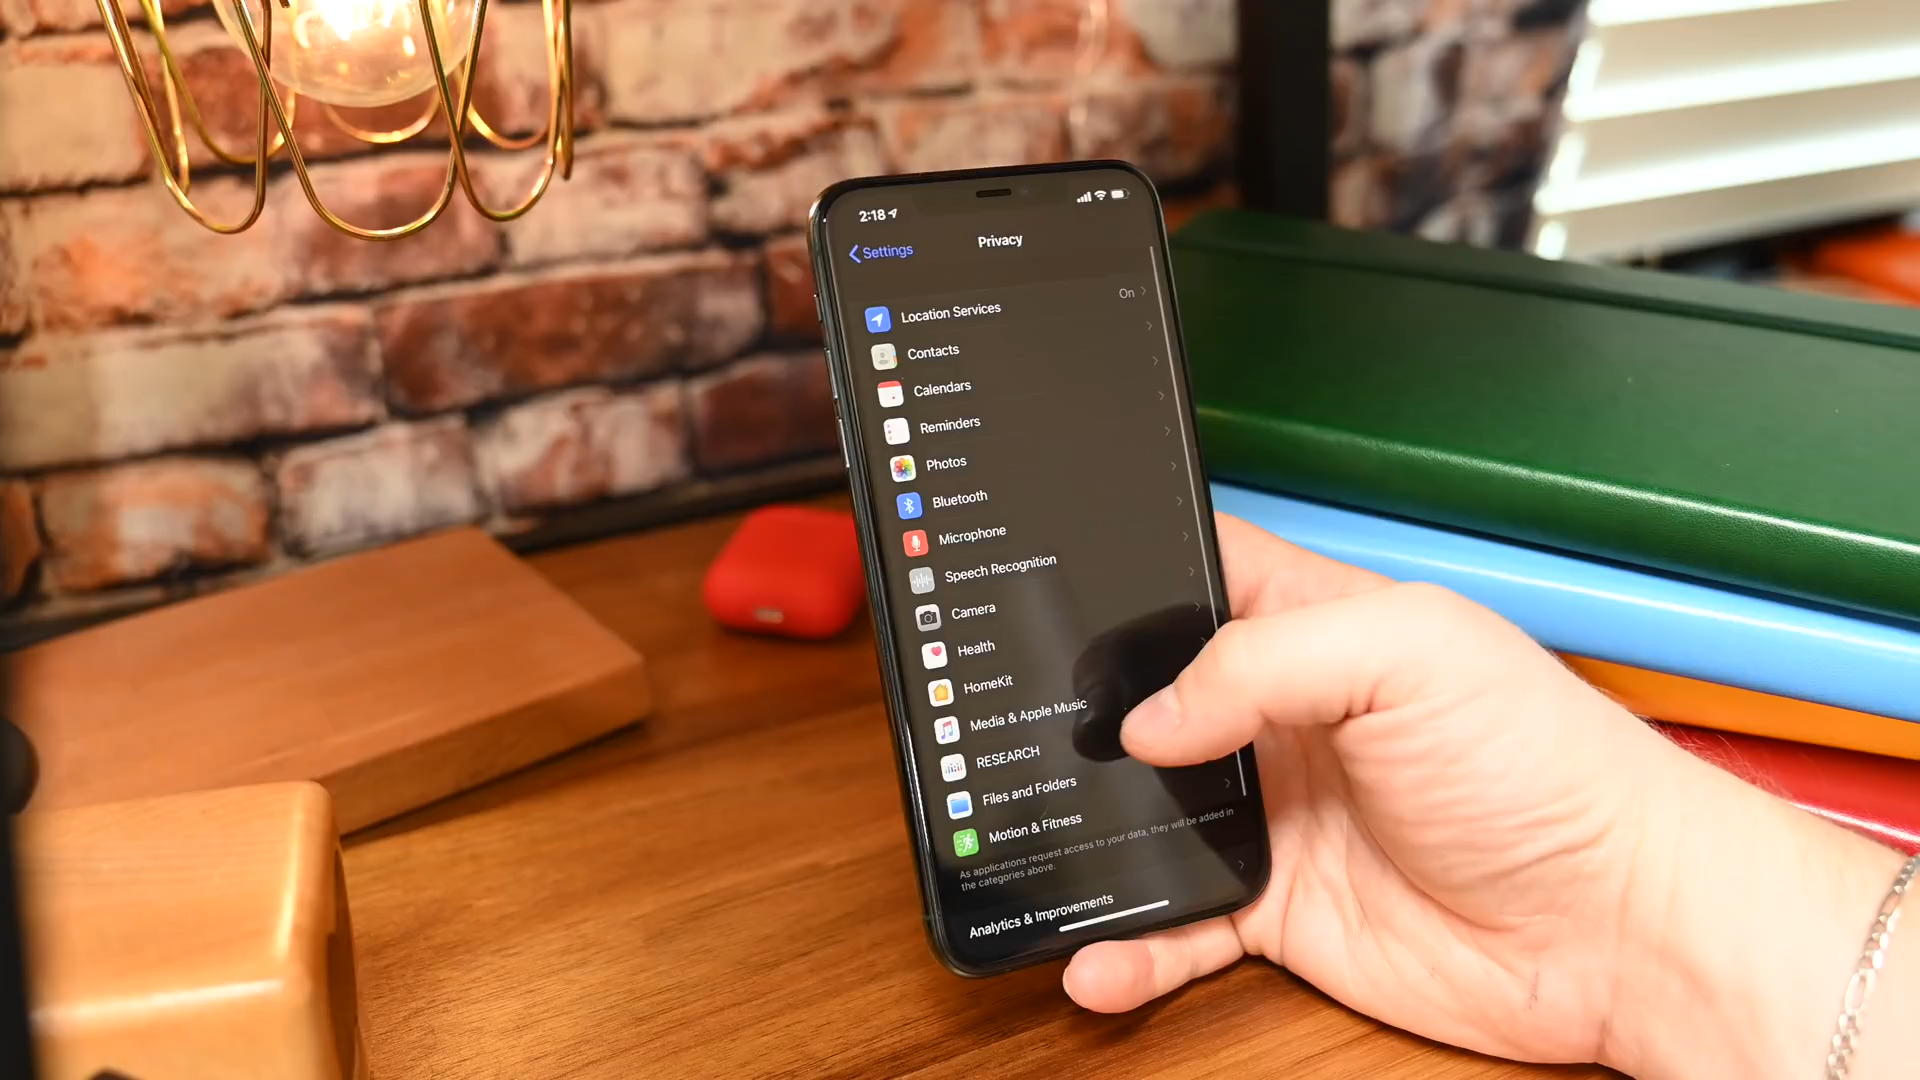 2:18
Settings
Privacy
Location Services On
Contacts
Calendars
Reminders
Photos
Bluetooth
Microphone
Speech Recognition
Camera
Health
HomeKit
Media & Apple Music
RESEARCH
Files and Folders
Motion & Fitness
As applications request access to your data, they will be added in
the categories above.
Analytics & Improvements